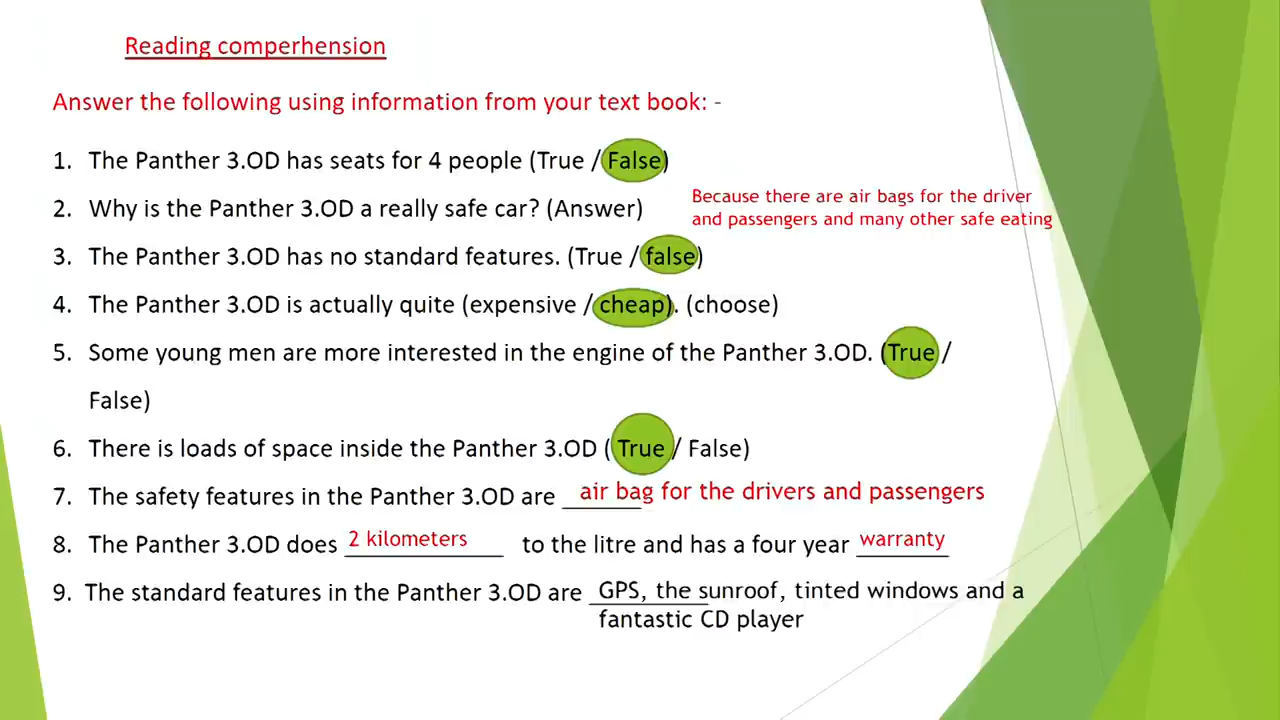 Reading comperhension
Answer the following using information from your text book: -
1. The Panther 3.OD has seats for 4 people (True / False)
2. Why is the Panther 3.OD a really safe car? (Answer)
Because there are air bags for the driver
and passengers and many other safe eating
3. The Panther 3.OD has no standard features. (True / false)
4. The Panther 3.OD is actually quite (expensive / cheap). (choose)
5. Some young men are more interested in the engine of the Panther 3.OD. (True /
False)
6. There is loads of space inside the Panther 3.OD ( True / False)
7. The safety features in the Panther 3.OD are air bag for the drivers and passengers
8. The Panther 3.OD does 2 kilometers to the litre and has a four year warranty
9. The standard features in the Panther 3.OD are GPS, the sunroof, tinted windows and a
fantastic CD player